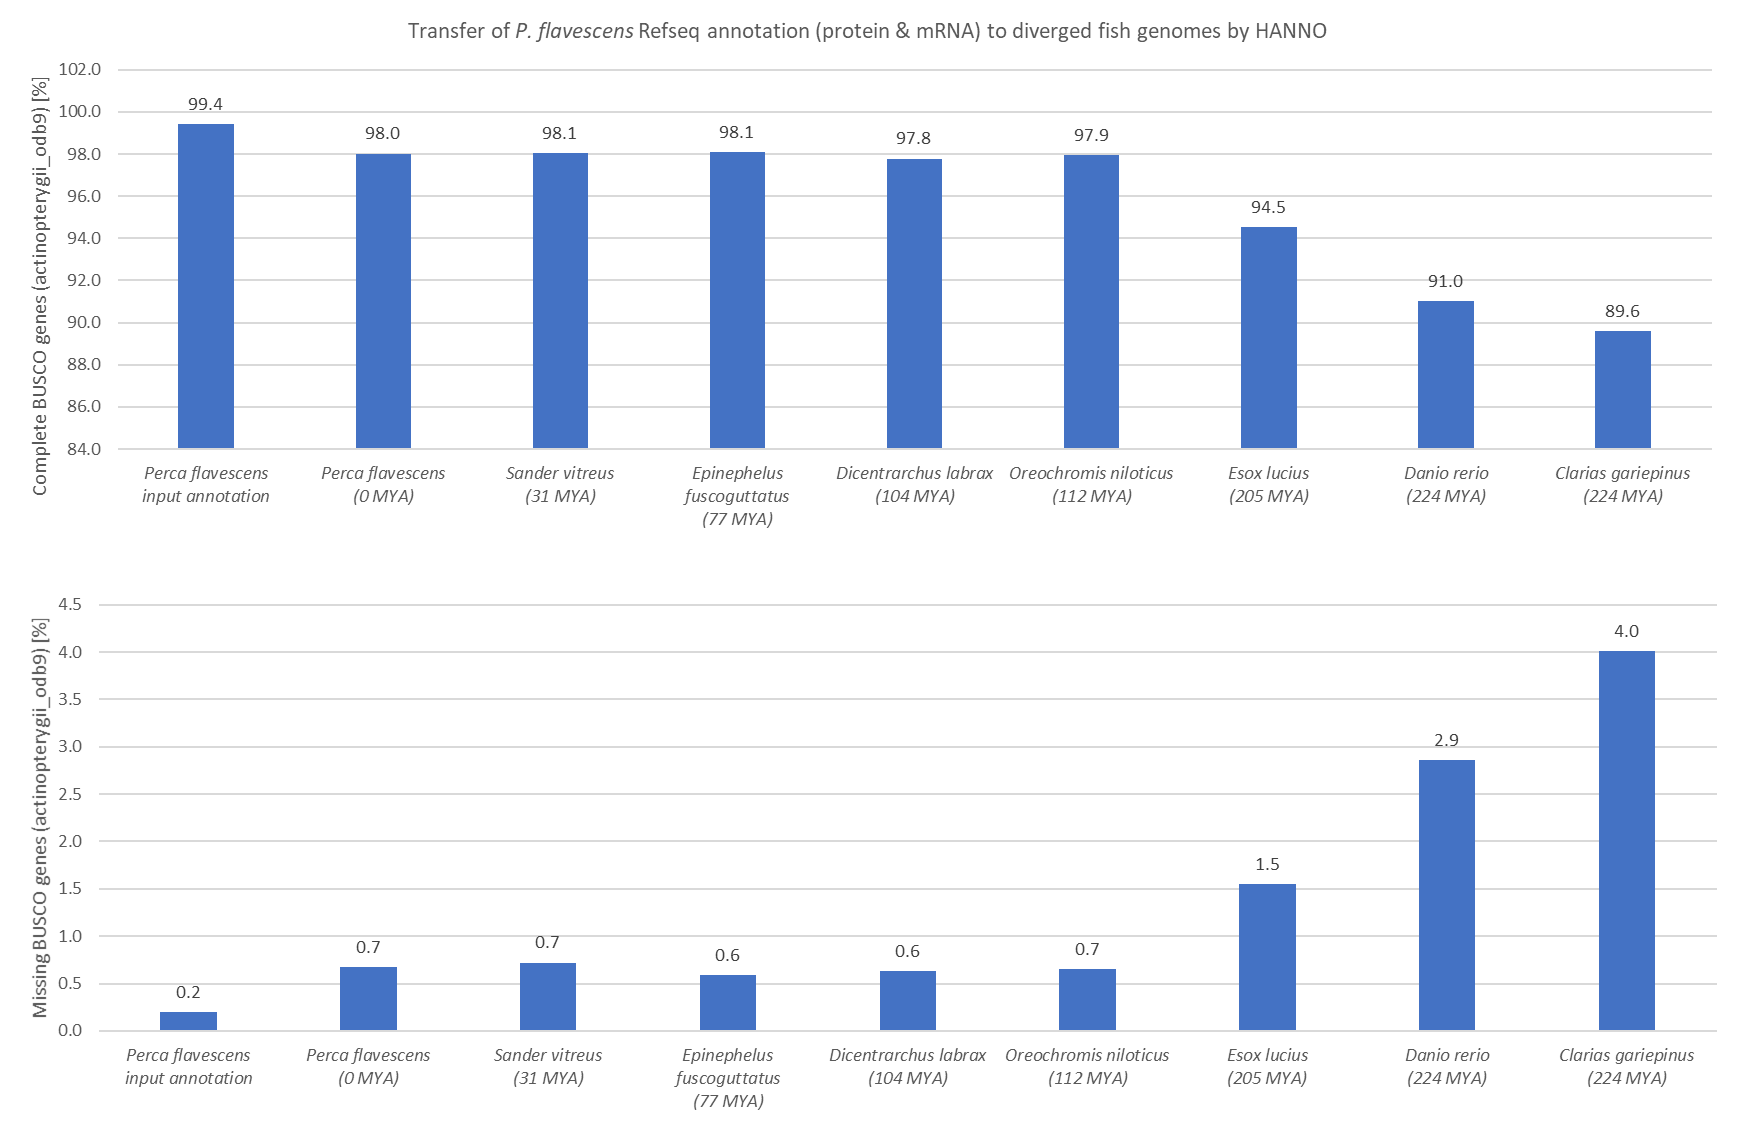 Transfer of P. flavescens Refseq annotation (protein & mRNA) to diverged fish genomes by HANNO
Complete BUSCO genes (actinopterygii_odb9) [%]
102.0
100.0
98.0
96.0
94.0
92.0
90.0
88.0
86.0
84.0
99.4
98.0
98.1
98.1
97.8
97.9
94.5
91.0
89.6
Perca flavescens
input annotation
Perca flavescens
(0 MYA)
Sander vitreus
(31 MYA)
Epinephelus
fuscoguttatus
(77 MYA)
Dicentrarchus labrax
(104 MYA)
Oreochromis niloticus
(112 MYA)
Esox lucius
(205 MYA)
Danio rerio
(224 MYA)
Clarias gariepinus
(224 MYA)
Missing BUSCO genes (actinopterygii_odb9) [%]
4.5
4.0
3.5
3.0
2.5
2.0
1.5
1.0
0.5
0.0
0.2
0.7
0.7
0.6
0.6
0.7
1.5
2.9
4.0
Perca flavescens
input annotation
Perca flavescens
(0 MYA)
Sander vitreus
(31 MYA)
Epinephelus
fuscoguttatus
(77 MYA)
Dicentrarchus labrax
(104 MYA)
Oreochromis niloticus
(112 MYA)
Esox lucius
(205 MYA)
Danio rerio
(224 MYA)
Clarias gariepinus
(224 MYA)